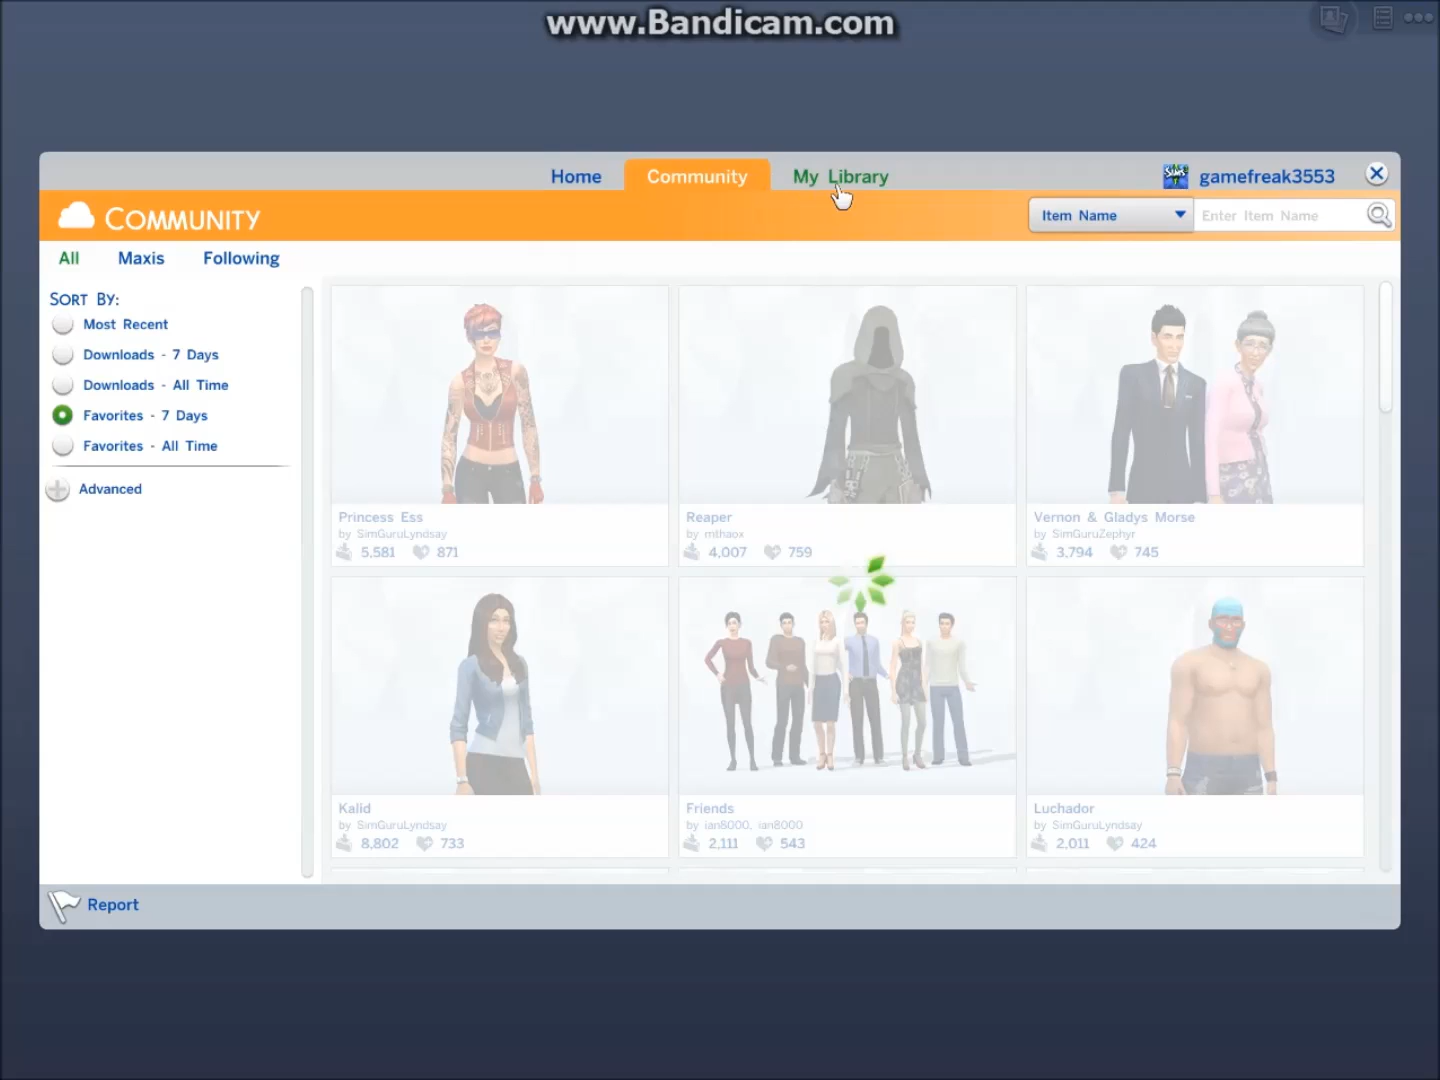 www.Bandicam.com
Home
Community
My Library
gamefreak3553
COMMUNITY
Item Name
Enter Item Name
All
Maxis
Following
SORT BY:
Most Recent
Downloads - 7 Days
Downloads - All Time
Favorites - 7 Days
Favorites - All Time
Advanced
Princess Ess
by SimGuruLyndsay
5,581 871
Reaper
by mthaox
4,007 759
Vernon & Gladys Morse
by SimGuruZephyr
3,794 745
Kalid
by SimGuruLyndsay
8,802 733
Friends
by ian8000, ian8000
2,111 543
Luchador
by SimGuruLyndsay
2,011 424
Report